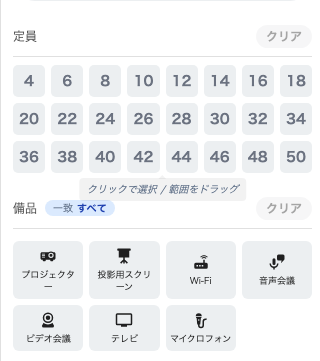 定員 クリア
4 6 8 10 12 14 16 18
20 22 24 26 28 30 32 34
36 38 40 42 44 46 48 50
クリックで選択 / 範囲をドラッグ
備品 一致 すべて クリア
プロジェクタ
ー
投影用スクリ
ーン
Wi-Fi
音声会議
ビデオ会議
テレビ
マイクロフォン